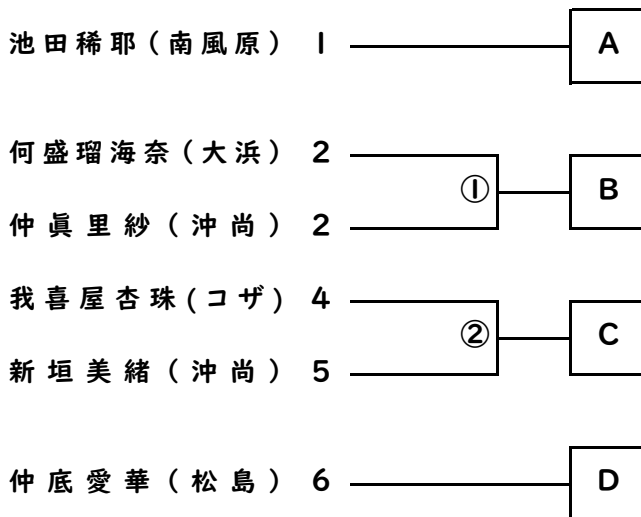 池田稀耶(南風原) 1 A
何盛瑠海奈(大浜) 2
① B
仲眞里紗(沖尚) 2
我喜屋杏珠(コザ) 4
② C
新垣美緒(沖尚) 5
仲底愛華(松島) 6 D